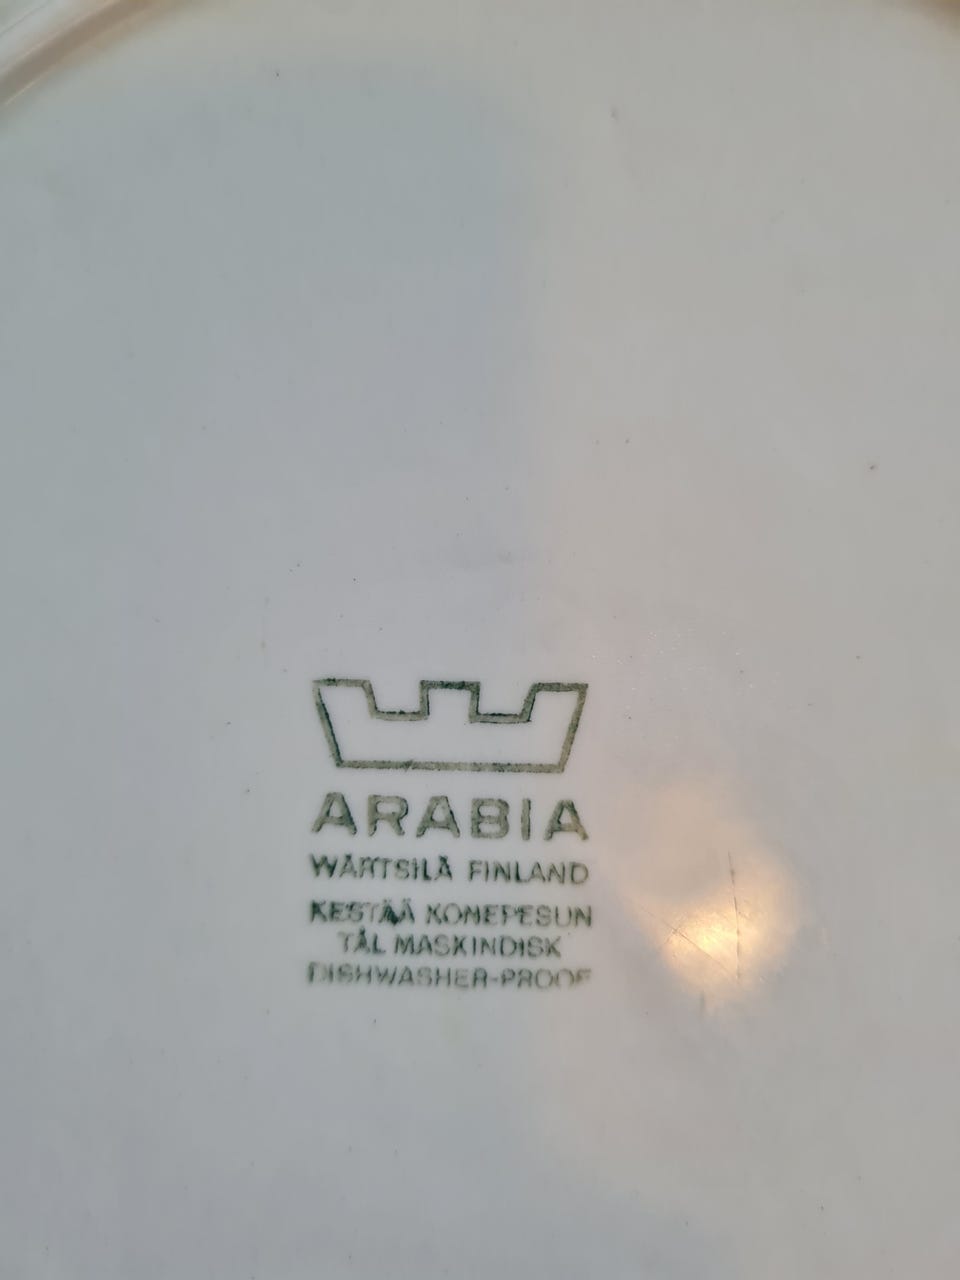 ARABIA
WÄRTSILÄ FINLAND
KESTÄÄ KONEPESUN
TÅL MASKINDISK
DISHWASHER-PROOF